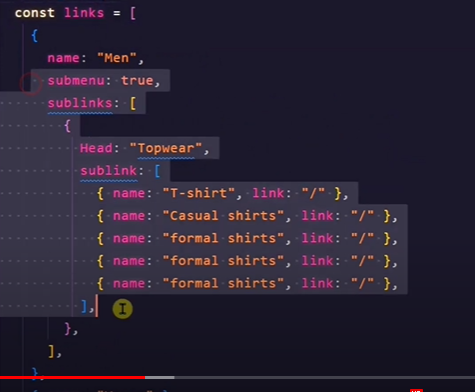 const links = [
{
name: "Men",
submenu: true,
sublinks: [
{
Head: "Topwear",
sublink: [
{ name: "T-shirt", link: "/" },
{ name: "Casual shirts", link: "/" },
{ name: "formal shirts", link: "/" },
{ name: "formal shirts", link: "/" },
{ name: "formal shirts", link: "/" },
],
},
],
},